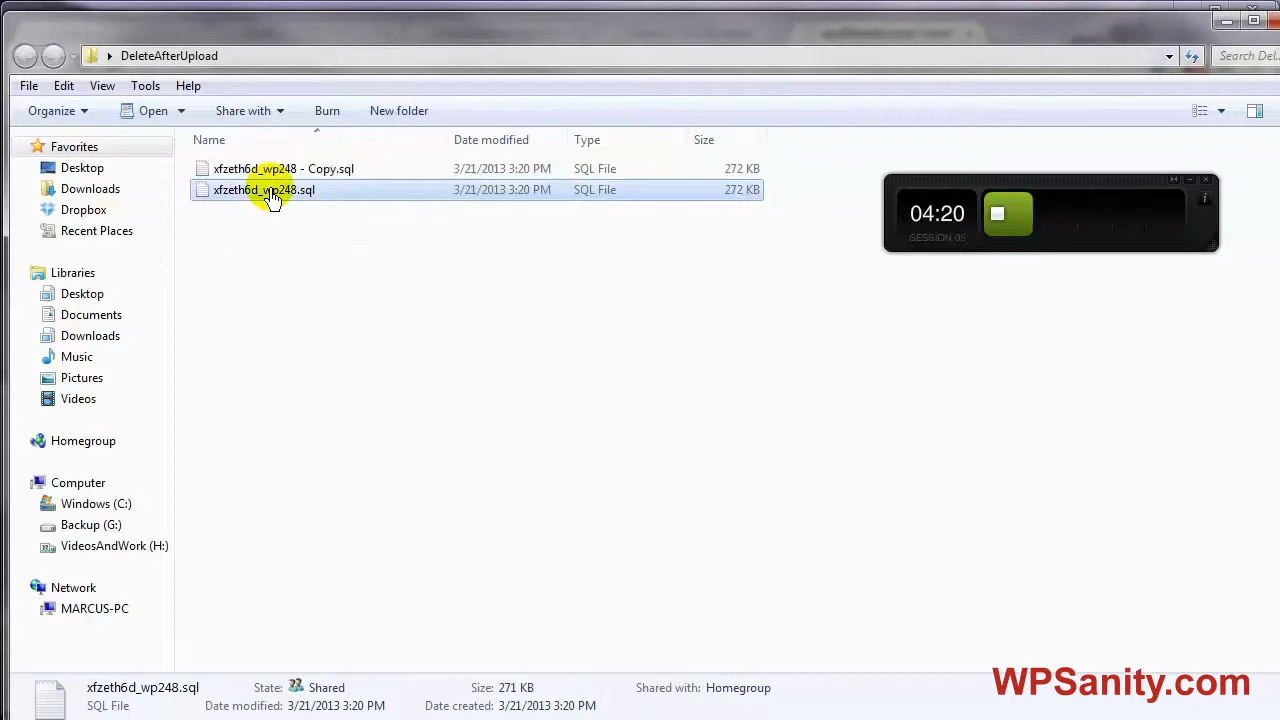 DeleteAfterUpload
Search Del...
File Edit View Tools Help
Organize Open Share with Burn New folder
Name Date modified Type Size
xfzeth6d_wp248 - Copy.sql 3/21/2013 3:20 PM SQL File 272 KB
xfzeth6d_wp248.sql 3/21/2013 3:20 PM SQL File 272 KB
Favorites
Desktop
Downloads
Dropbox
Recent Places
Libraries
Desktop
Documents
Downloads
Music
Pictures
Videos
Homegroup
Computer
Windows (C:)
Backup (G:)
VideosAndWork (H:)
Network
MARCUS-PC
04:20
SESSION 05
xfzeth6d_wp248.sql State: Shared Size: 271 KB Shared with: Homegroup
SQL File Date modified: 3/21/2013 3:20 PM Date created: 3/21/2013 3:20 PM
WPSanity.com